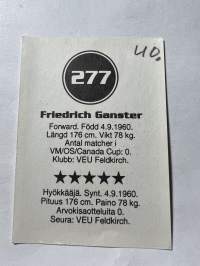 40.
277
Friedrich Ganster
Forward. Född 4.9.1960.
Längd 176 cm. Vikt 78 kg.
Antal matcher i
VM/OS/Canada Cup: 0.
Klubb: VEU Feldkirch.
Hyökkääjä. Synt. 4.9.1960.
Pituus 176 cm. Paino 78 kg.
Arvokisaotteluita 0.
Seura: VEU Feldkirch.